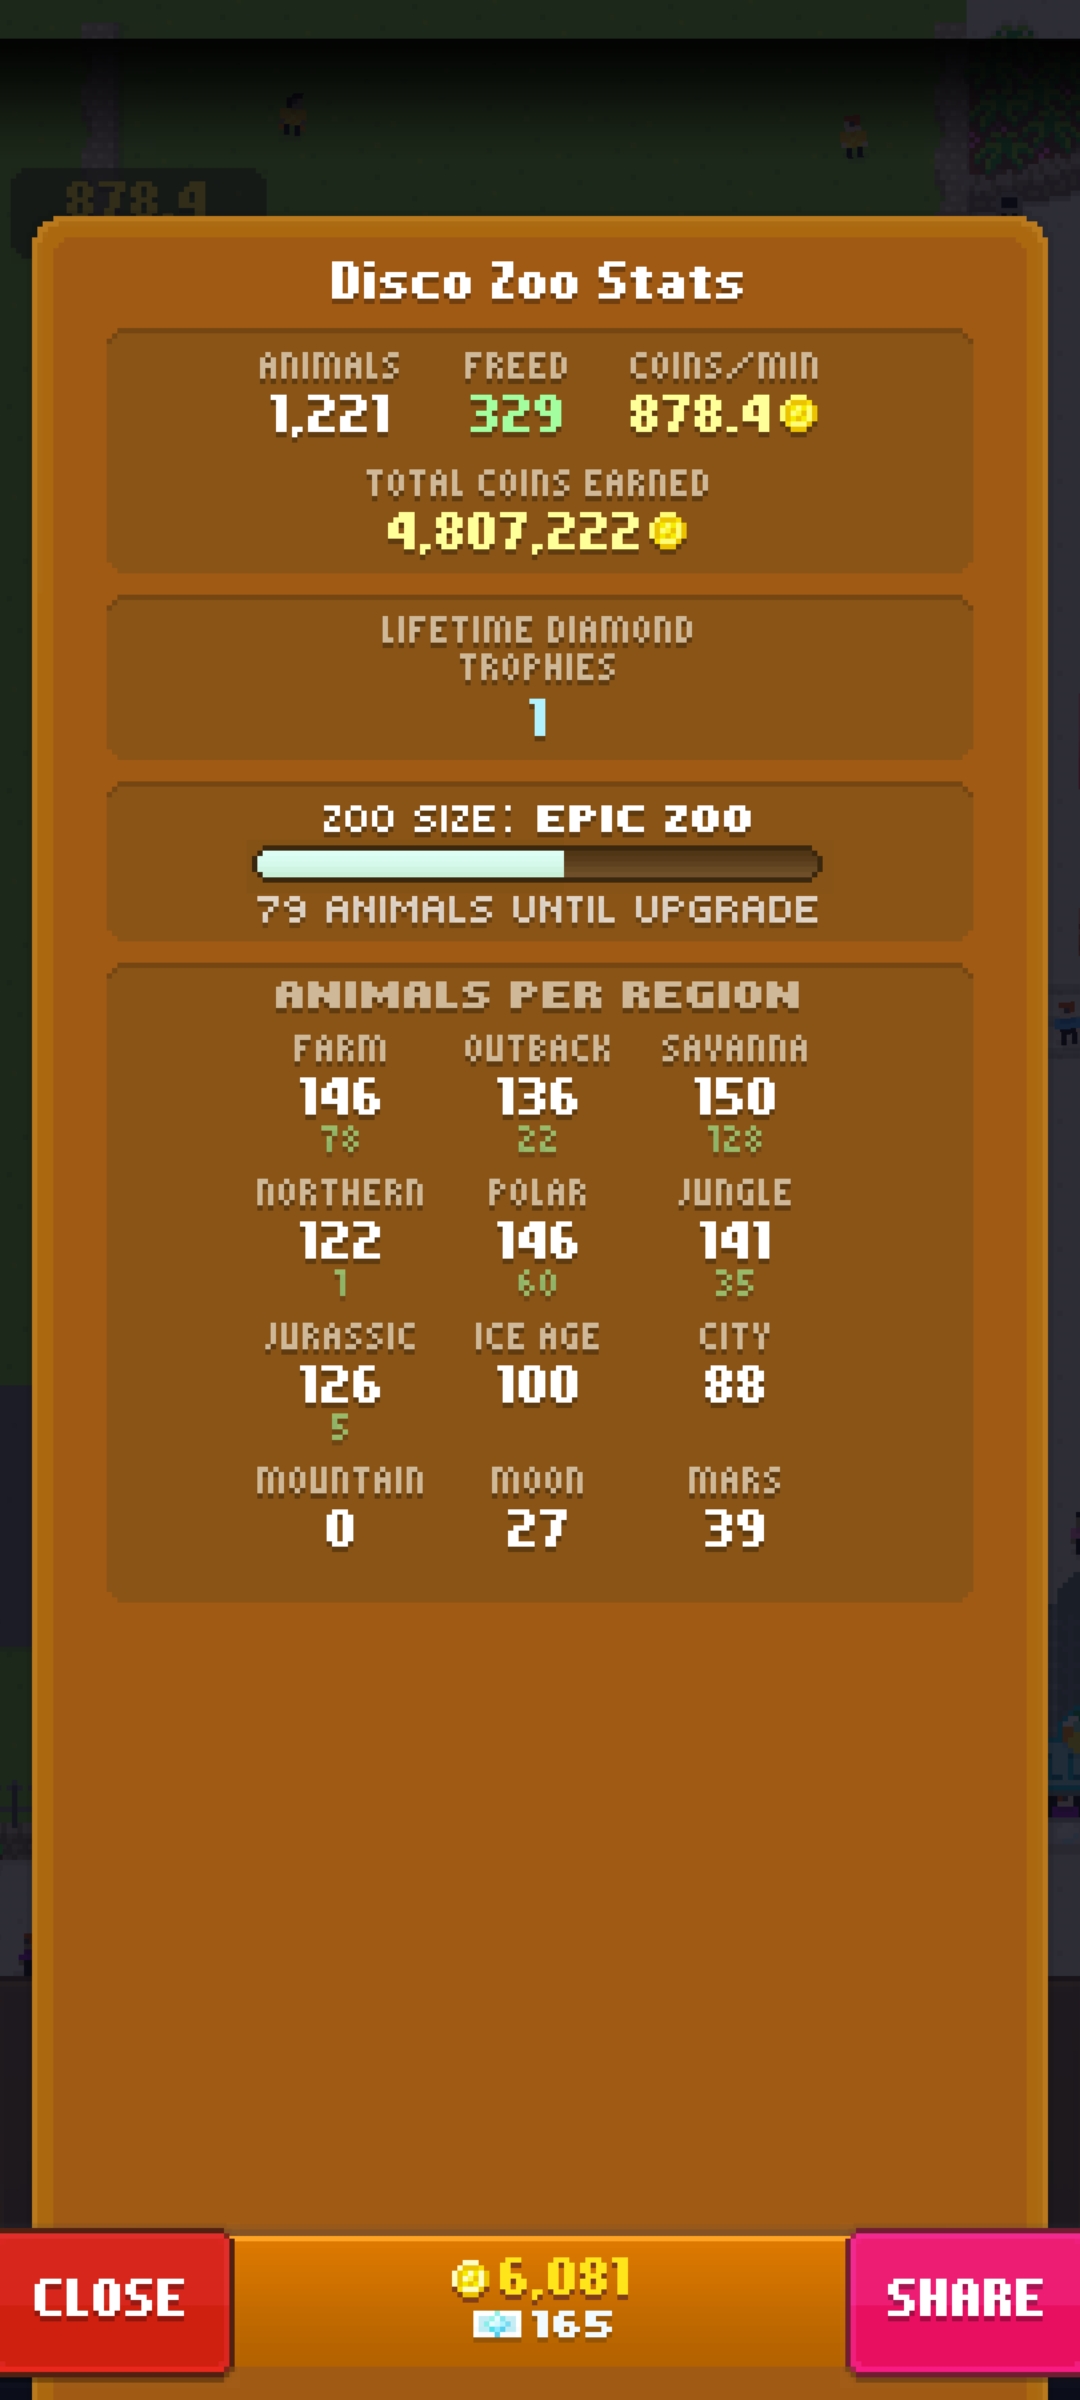 878.4
Disco Zoo Stats
ANIMALS FREED COINS/MIN
1,221 329 878.4
TOTAL COINS EARNED
4,807,222
LIFETIME DIAMOND
TROPHIES
1
ZOO SIZE: EPIC ZOO
79 ANIMALS UNTIL UPGRADE
ANIMALS PER REGION
FARM OUTBACK SAVANNA
146 136 150
78 22 128
NORTHERN POLAR JUNGLE
122 146 141
1 60 35
JURASSIC ICE AGE CITY
126 100 88
5
MOUNTAIN MOON MARS
0 27 39
CLOSE 6,081 SHARE
165